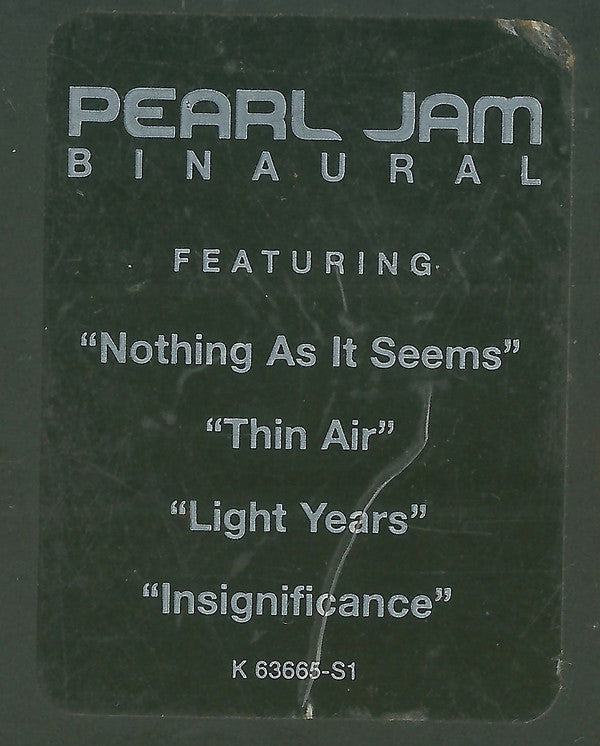 PEARL JAM
BINAURAL
FEATURING
“Nothing As It Seems”
“Thin Air”
“Light Years”
“Insignificance”
K 63665-S1